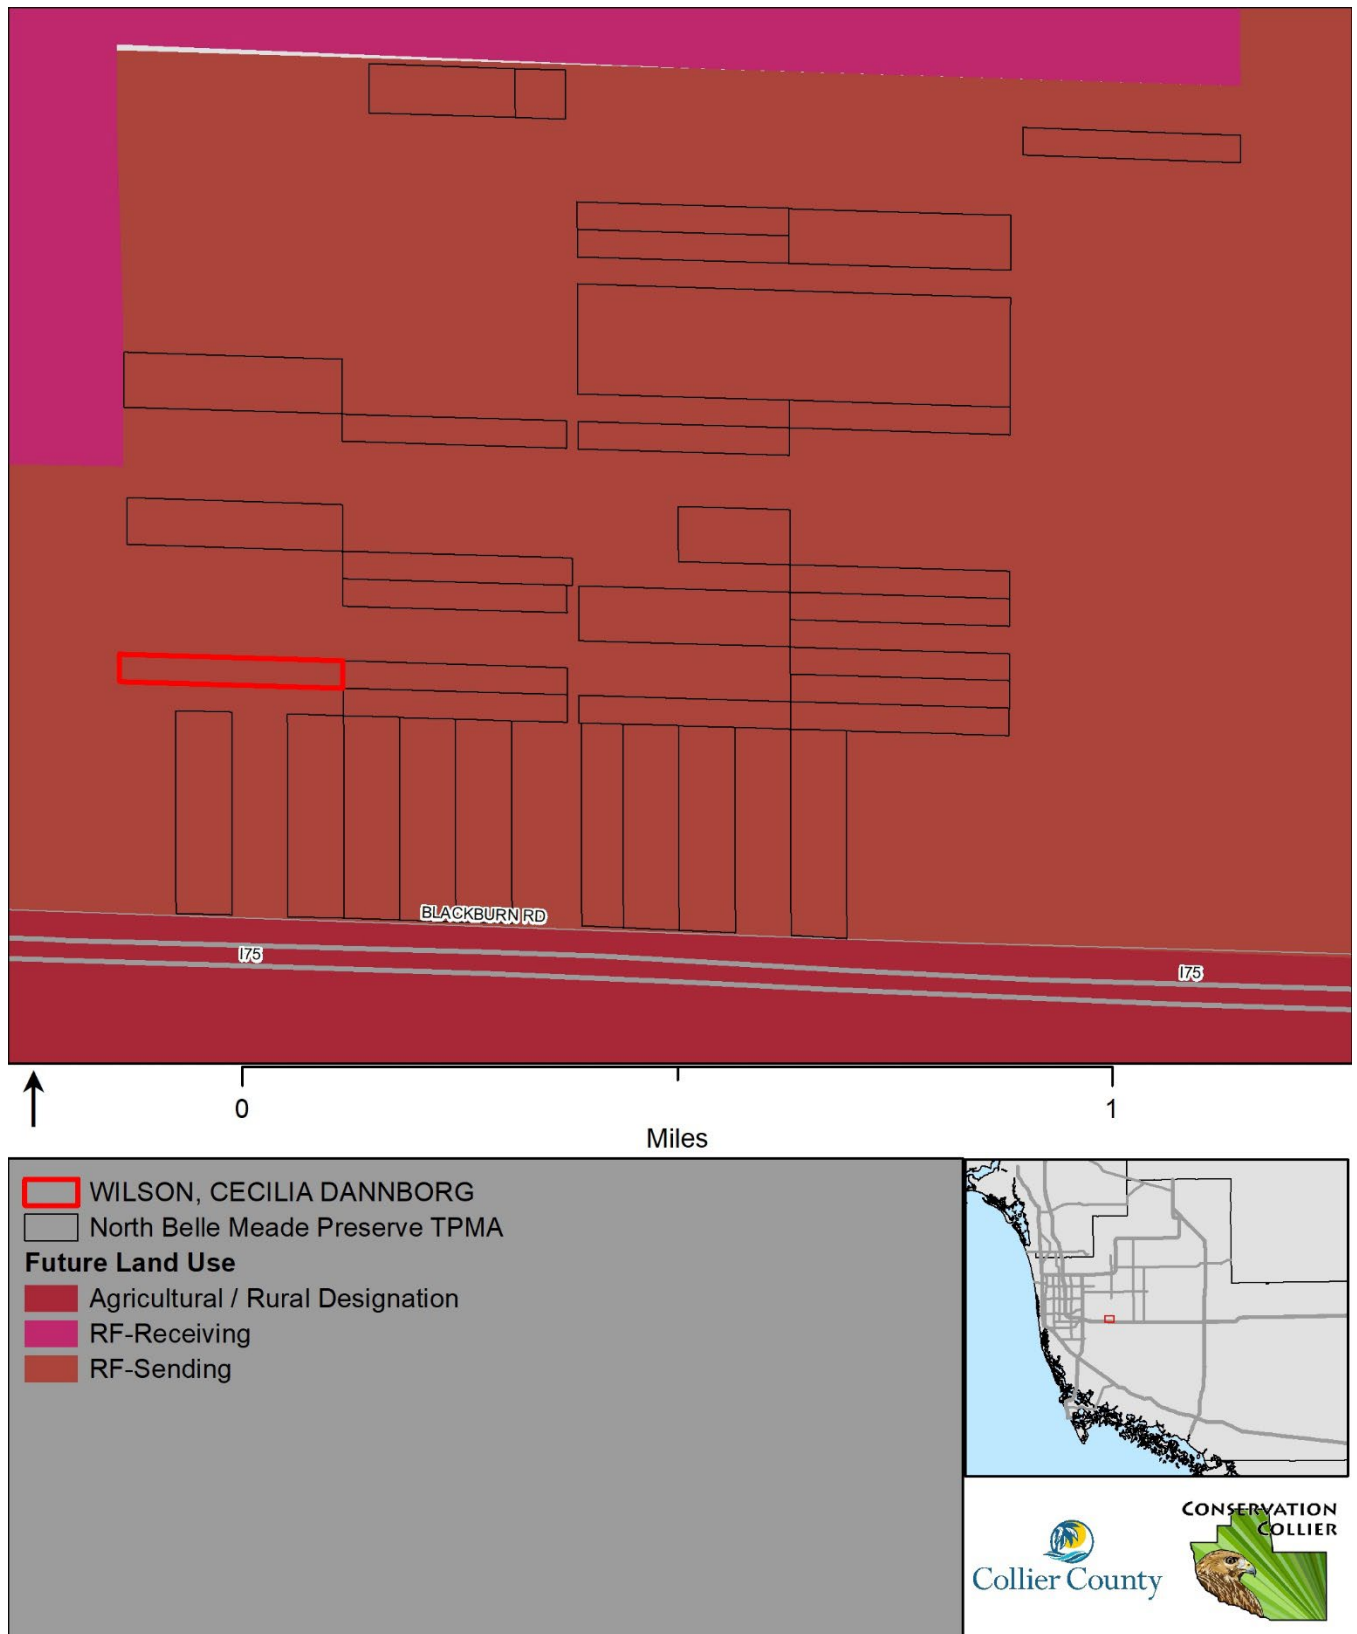 BLACKBURN RD
I75
I75
0
1
Miles
WILSON, CECILIA DANNBORG
North Belle Meade Preserve TPMA
Future Land Use
Agricultural / Rural Designation
RF-Receiving
RF-Sending
CONSERVATION
COLLIER
Collier County